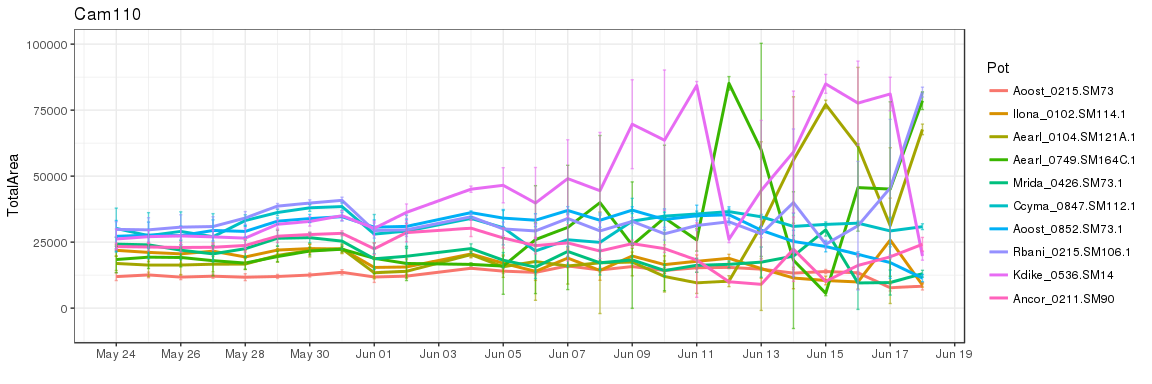 Cam110
TotalArea
100000
75000
50000
25000
0
May 24 May 26 May 28 May 30 Jun 01 Jun 03 Jun 05 Jun 07 Jun 09 Jun 11 Jun 13 Jun 15 Jun 17 Jun 19
Pot
Aoost_0215.SM73
Ilona_0102.SM114.1
Aearl_0104.SM121A.1
Aearl_0749.SM164C.1
Mrida_0426.SM73.1
Ccyma_0847.SM112.1
Aoost_0852.SM73.1
Rbani_0215.SM106.1
Kdike_0536.SM14
Ancor_0211.SM90